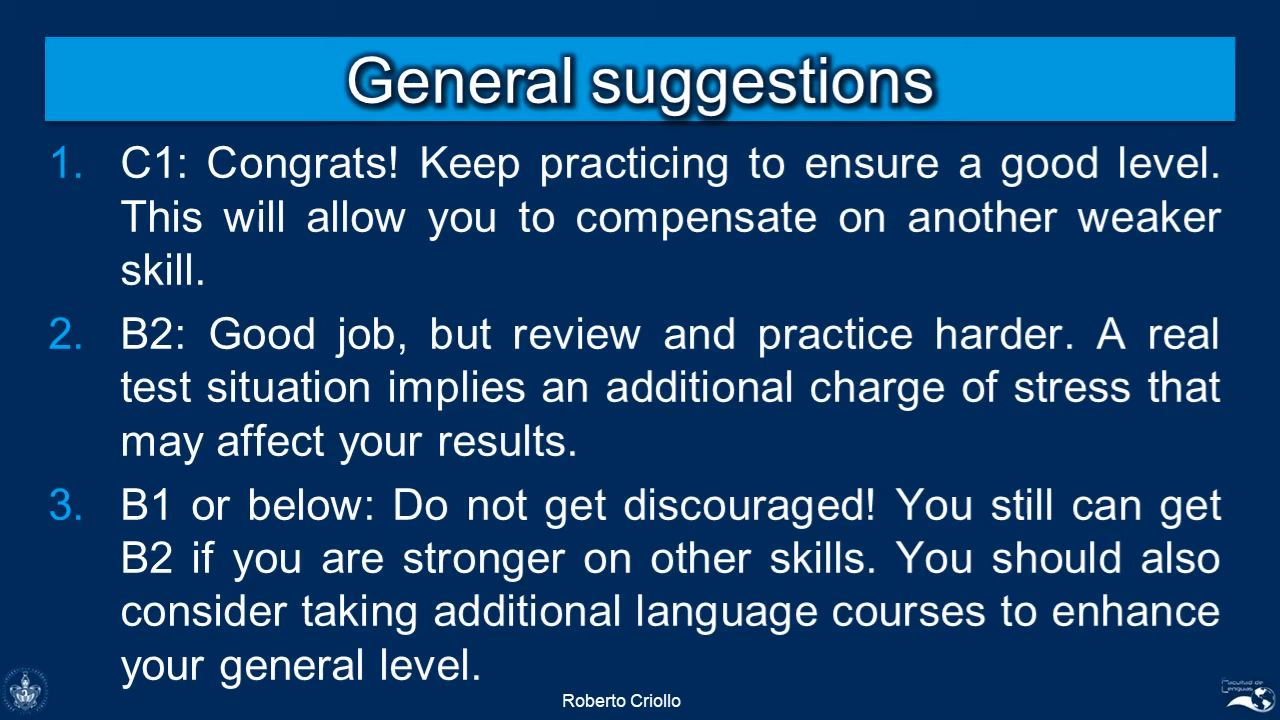 General suggestions
1. C1: Congrats! Keep practicing to ensure a good level.
This will allow you to compensate on another weaker
skill.
2. B2: Good job, but review and practice harder. A real
test situation implies an additional charge of stress that
may affect your results.
3. B1 or below: Do not get discouraged! You still can get
B2 if you are stronger on other skills. You should also
consider taking additional language courses to enhance
your general level.
Roberto Criollo
Facultad de
Lenguas